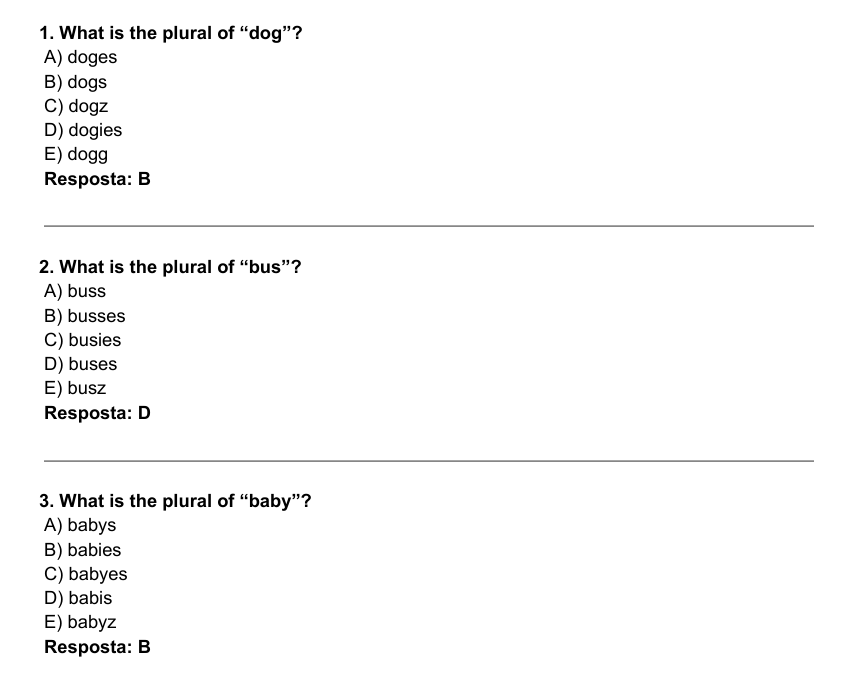 1. What is the plural of “dog”?
A) doges
B) dogs
C) dogz
D) dogies
E) dogg
Resposta: B
2. What is the plural of “bus”?
A) buss
B) busses
C) busies
D) buses
E) busz
Resposta: D
3. What is the plural of “baby”?
A) babys
B) babies
C) babyes
D) babis
E) babyz
Resposta: B